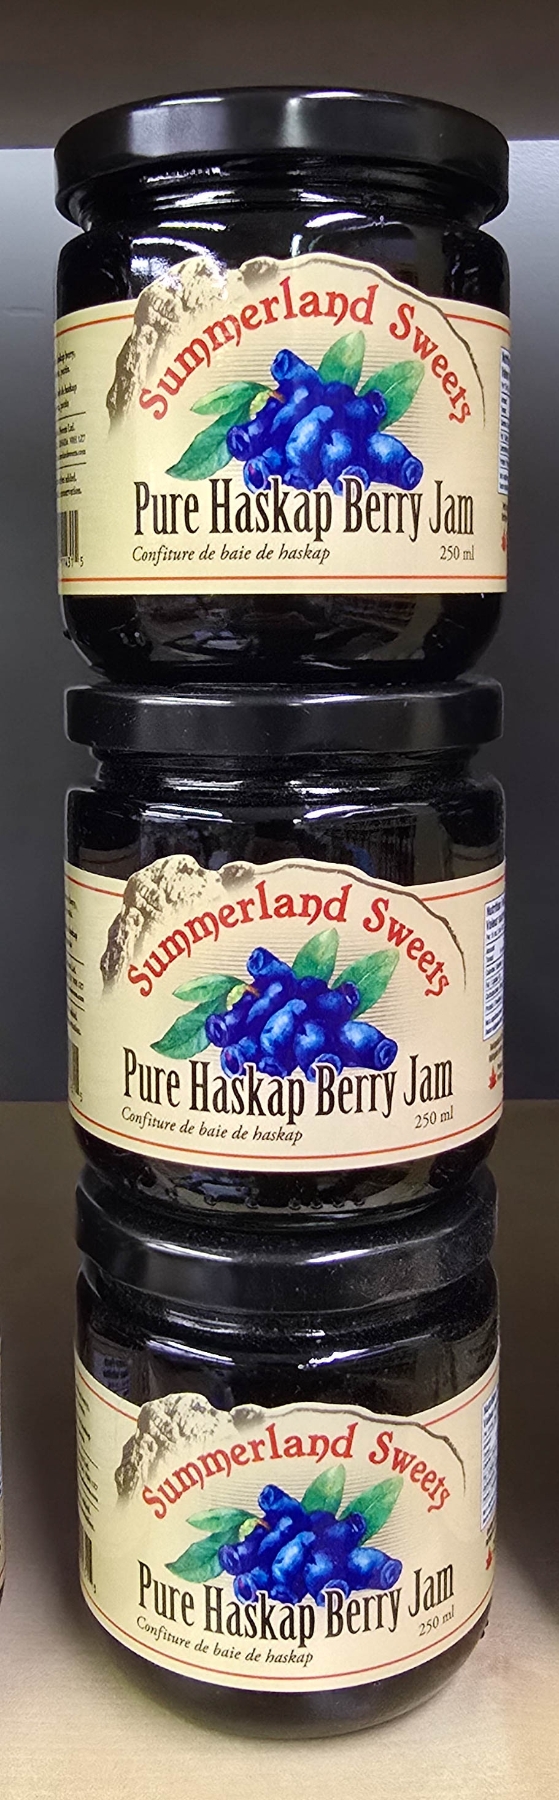 Summerland Sweets
Pure Haskap Berry Jam
Confiture de baie de haskap
250 ml
Summerland Sweets
Pure Haskap Berry Jam
Confiture de baie de haskap
250 ml
Summerland Sweets
Pure Haskap Berry Jam
Confiture de baie de haskap
250 ml